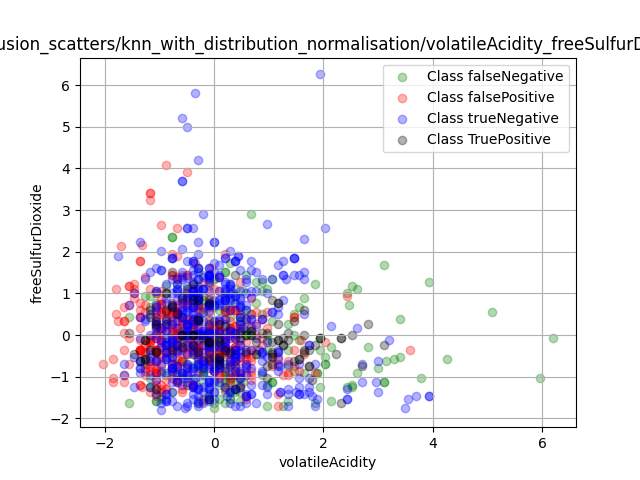 usion_scatters/knn_with_distribution_normalisation/volatileAcidity_freeSulfurD
Class falseNegative
Class falsePositive
Class trueNegative
Class TruePositive
freeSulfurDioxide
6
5
4
3
2
1
0
−1
−2
−2
0
2
4
6
volatileAcidity